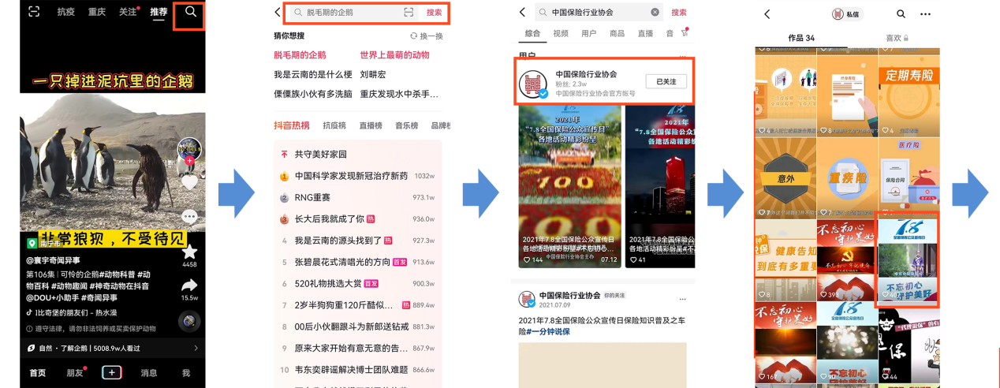 抗疫 重庆 关注 推荐
一只掉进泥坑里的企鹅
非常狼狈，不受待见
南宁市
@寰宇奇闻异事
第106集 | 可怜的企鹅#动物科普 #动
物百科 #动物趣闻 #神奇动物在抖音
@DOU+小助手 #奇闻异事
1比奇堡的朋友们 - 热水澡
遵守法律，请勿非法饲养或买卖保护动物
4458
15.5w
自然 · 了解企鹅 | 5008.9w人看过
首页 朋友 消息 我
脱毛期的企鹅 搜索
猜你想搜 换一换
脱毛期的企鹅 世界上最萌的动物
我是云南的是什么梗 刘畊宏
傈僳族小伙有多洗脑 重庆发现水中杀手…
抖音热榜 抗疫榜 直播榜 音乐榜 品牌榜
共守美好家园
1 中国科学家发现新冠治疗新药 1032w
2 RNG重赛 973.1w
3 长大后我就成了你 热 936.0w
4 我是云南的源头找到了 热 927.3w
5 张碧晨花式清唱光的方向 首发 913.6w
6 520礼物挑选大赏 首发 900.3w
7 2岁半狗狗重120斤酷似… 热 889.4w
8 00后小伙翻跟斗为新郎送钻戒 881.3w
9 原来大家开始有意无意的告… 867.9w
10 韦东奕辟谣解决博士团队难题 866.6w
中国保险行业协会 搜索
综合 视频 用户 商品 直播 音
用户
中国保险行业协会
粉丝: 2.3w
中国保险行业协会官方帐号
已关注
2021年
“7.8全国保险公众宣传日”
各地活动精彩纷呈
2021年7.8全国保险公众宣传日
各地活动精彩纷呈#不忘初心…
中国保险行业协会主办
144 07.12
2021年
“7.8全国保险公众
各地活动精彩
2021年7.8全国保险公众
各地活动精彩纷呈#不
41
中国保险行业协会 你的关注
2021.07.09
2021年7.8全国保险公众宣传日保险知识普及之车
险#一分钟说保
私信
作品 34 喜欢
定期寿险
4
8
4
意外
7
重疾险
7
医疗险
保险合同
健康告知
到底有多重要
8
不忘初心
守护美好
393
7.8
全国保险公众宣传日
不忘初心
守护美好
407
不忘初心
守护美好
167
7.8
全国保险公众宣传日
不忘初心
90
“代理退保”的有
保
44